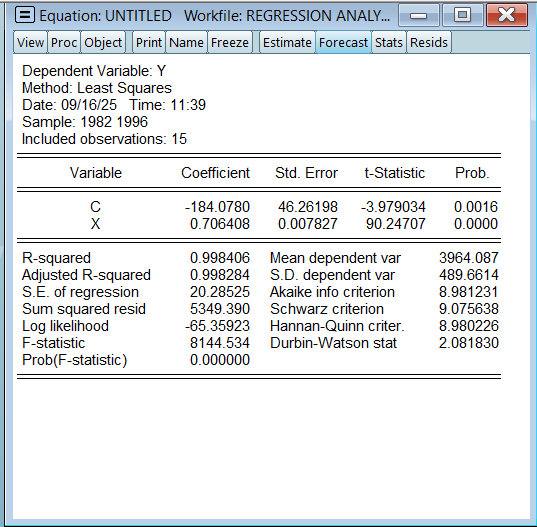 Equation: UNTITLED Workfile: REGRESSION ANALY...
View Proc Object Print Name Freeze Estimate Forecast Stats Resids
Dependent Variable: Y
Method: Least Squares
Date: 09/16/25 Time: 11:39
Sample: 1982 1996
Included observations: 15
Variable Coefficient Std. Error t-Statistic Prob.
C -184.0780 46.26198 -3.979034 0.0016
X 0.706408 0.007827 90.24707 0.0000
R-squared 0.998406 Mean dependent var 3964.087
Adjusted R-squared 0.998284 S.D. dependent var 489.6614
S.E. of regression 20.28525 Akaike info criterion 8.981231
Sum squared resid 5349.390 Schwarz criterion 9.075638
Log likelihood -65.35923 Hannan-Quinn criter. 8.980226
F-statistic 8144.534 Durbin-Watson stat 2.081830
Prob(F-statistic) 0.000000